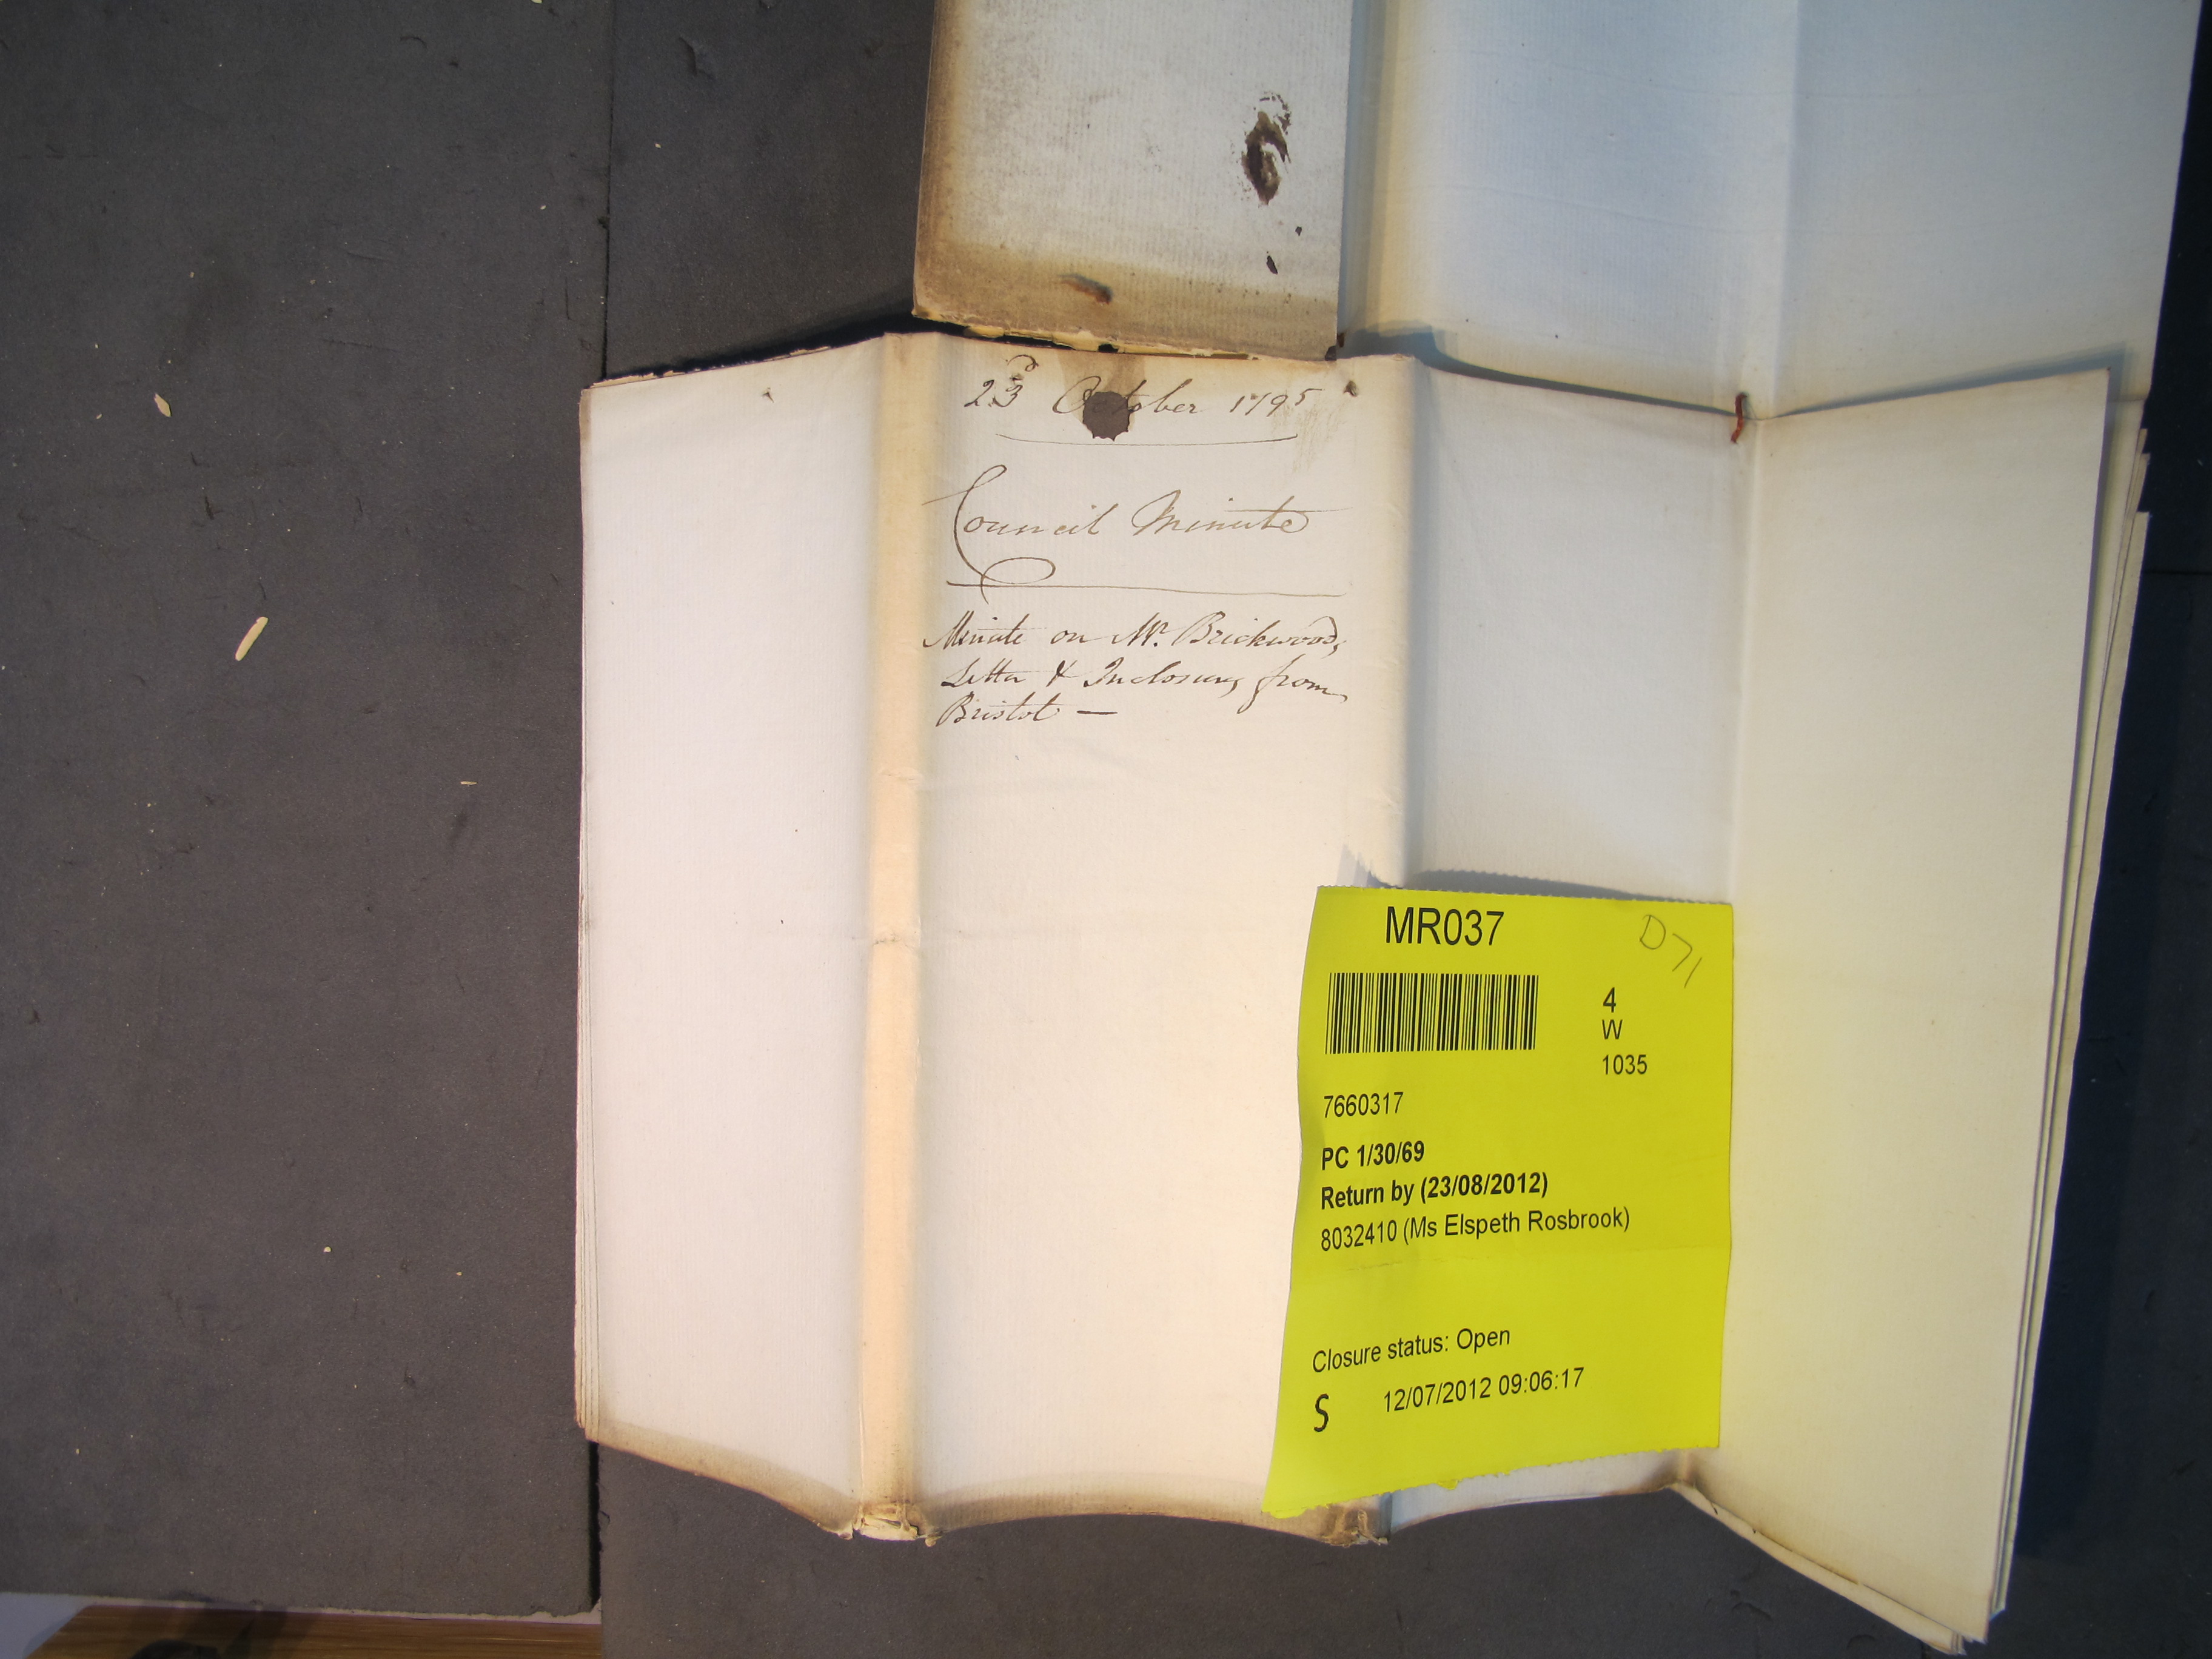 23d October 1795
Council Minute
Minute on Mr. Brickwoods
Letter & Inclosures from
Bristol —
MR037
D71
4
W
1035
7660317
PC 1/30/69
Return by (23/08/2012)
8032410 (Ms Elspeth Rosbrook)
Closure status: Open
S 12/07/2012 09:06:17